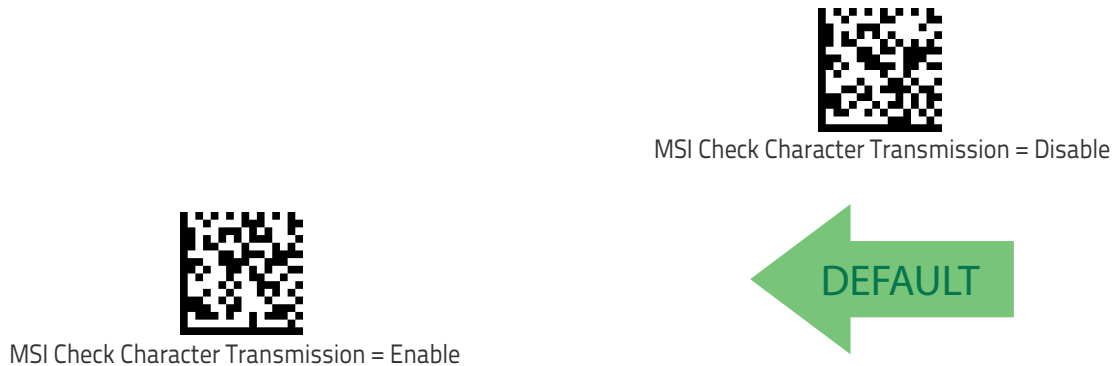 MSI Check Character Transmission = Disable
DEFAULT
MSI Check Character Transmission = Enable